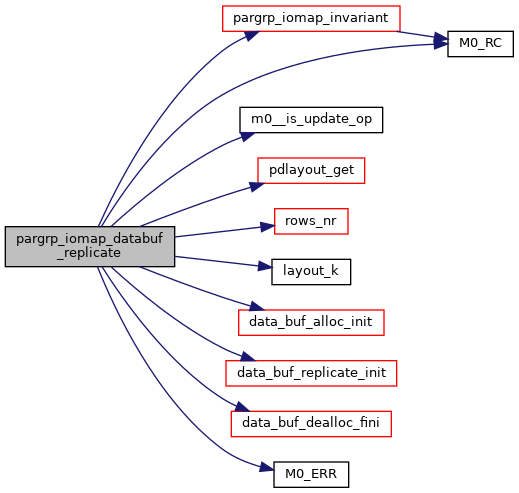 pargrp_iomap_invariant
M0_RC
m0__is_update_op
pdlayout_get
rows_nr
pargrp_iomap_databuf
_replicate
layout_k
data_buf_alloc_init
data_buf_replicate_init
data_buf_dealloc_fini
M0_ERR